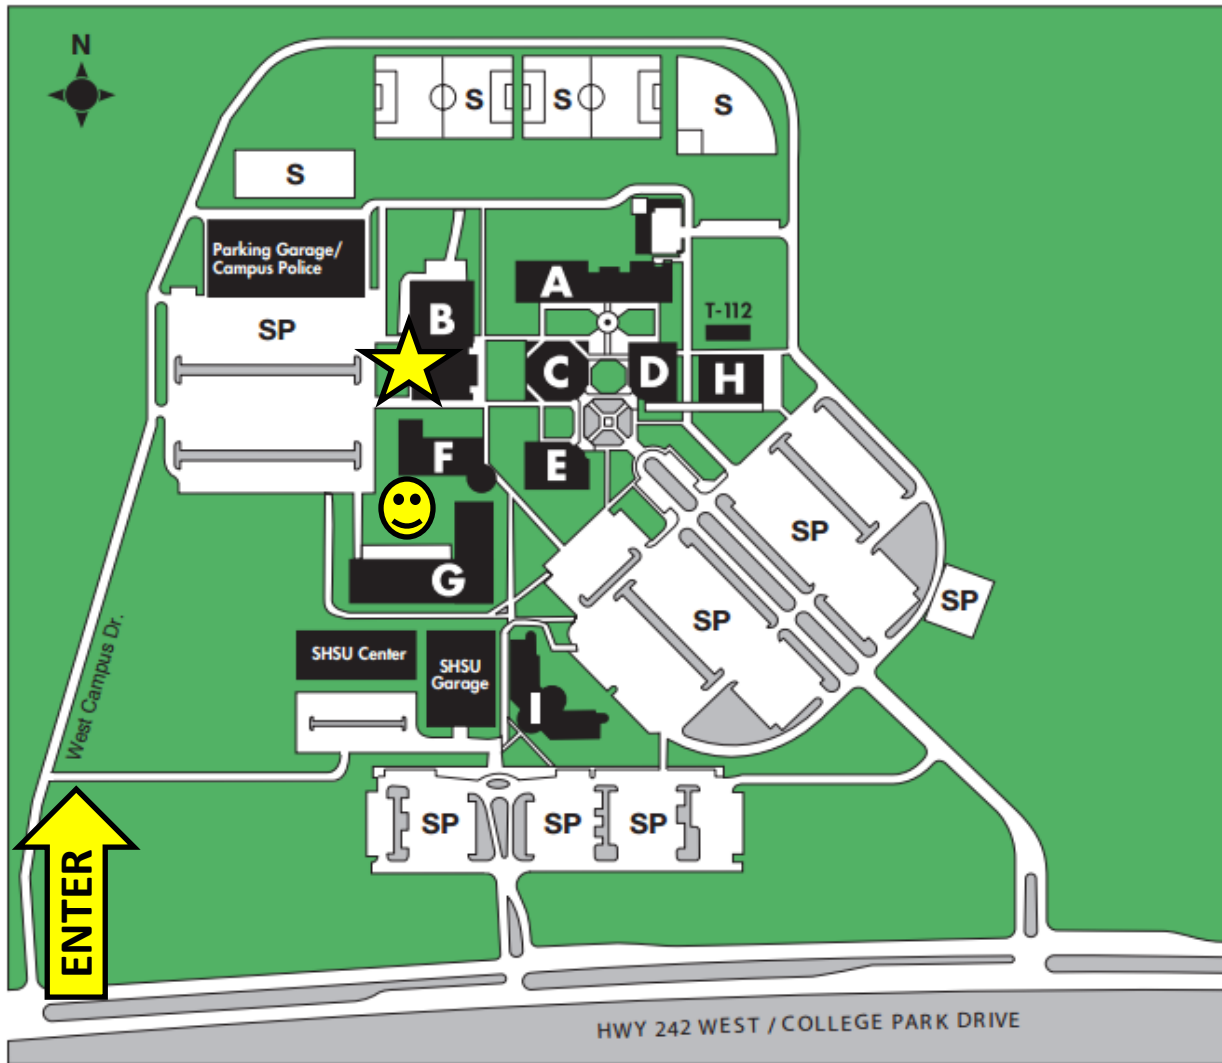 N
S
S
S
S
Parking Garage/
Campus Police
A
B
T-112
SP
C
D
H
F
E
SP
G
SP
SP
West Campus Dr.
SHSU Center
SHSU
Garage
I
SP
SP
SP
ENTER
HWY 242 WEST / COLLEGE PARK DRIVE